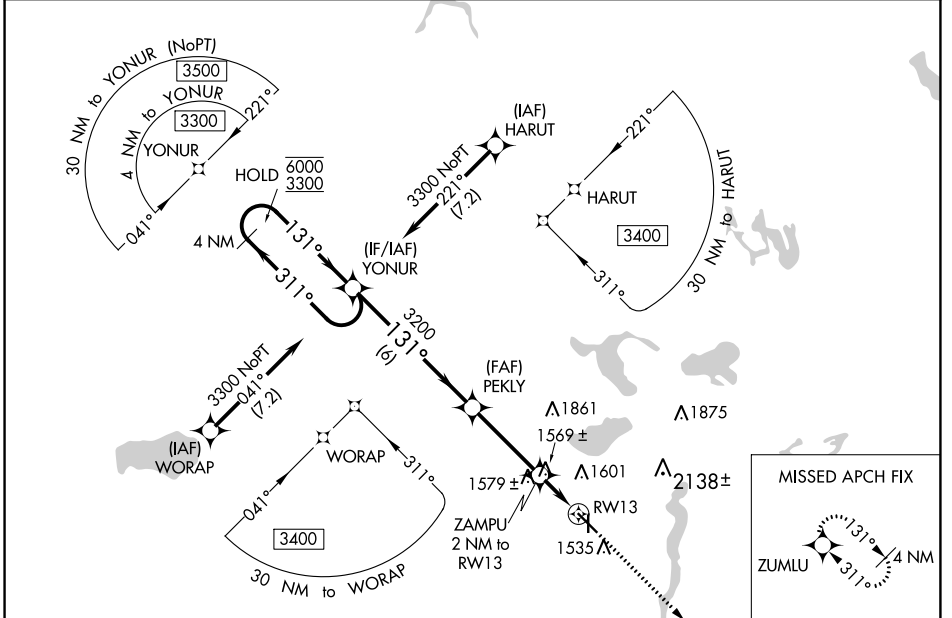 30 NM to YONUR (NoPT)
3500
4 NM to YONUR
3300
YONUR
221°
041°
HOLD 6000
3300
4 NM
131°
311°
(IF/IAF)
YONUR
(IAF)
HARUT
3300 NoPT
221°
(7.2)
221°
HARUT
3400
311°
30 NM to HARUT
3200
131°
(6)
3300 NoPT
041°
(7.2)
(IAF)
WORAP
WORAP
041°
311°
3400
30 NM to WORAP
(FAF)
PEKLY
1861
1875
1569 ±
1579 ±
1601
2138±
ZAMPU
2 NM to
RW13
RW13
1535
MISSED APCH FIX
131°
4 NM
ZUMLU
311°